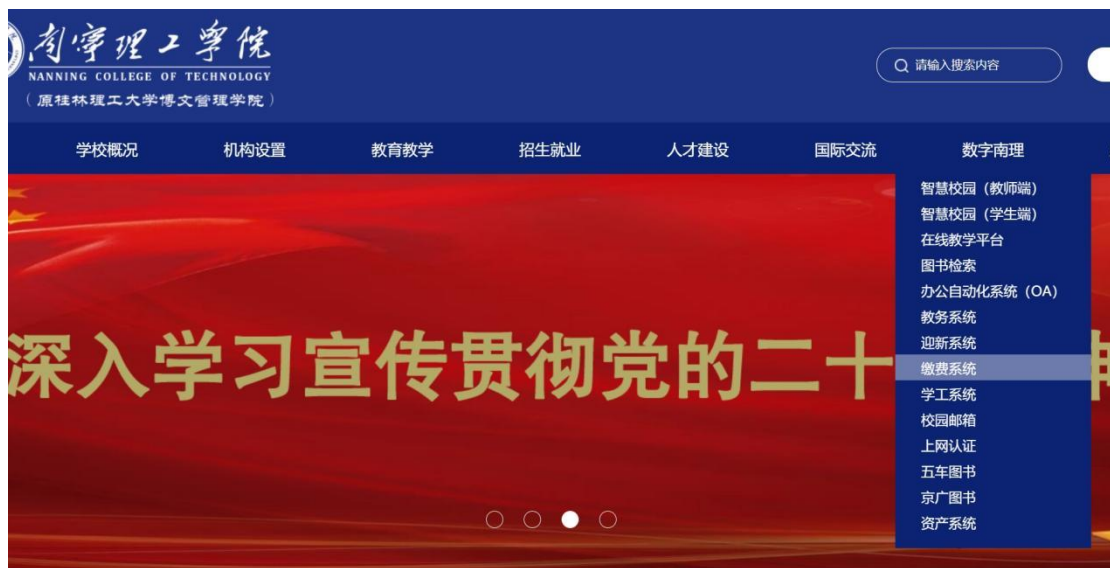 南宁理工学院
NANNING COLLEGE OF TECHNOLOGY
（原桂林理工大学博文管理学院）
请输入搜索内容
学校概况 机构设置 教育教学 招生就业 人才建设 国际交流 数字南理
智慧校园（教师端）
智慧校园（学生端）
在线教学平台
图书检索
办公自动化系统（OA）
教务系统
迎新系统
缴费系统
学工系统
校园邮箱
上网认证
五车图书
京广图书
资产系统
深入学习宣传贯彻党的二十